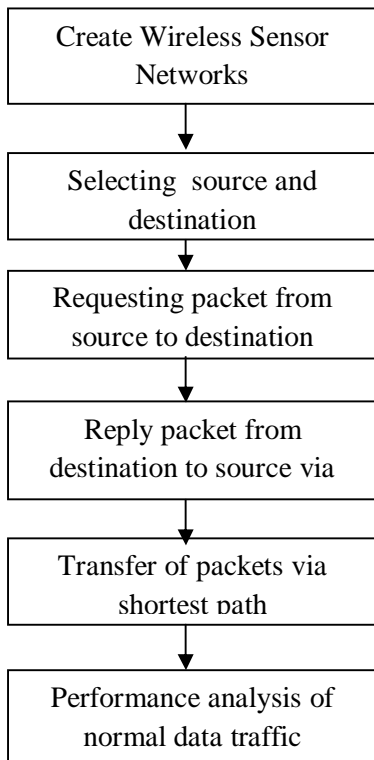 Create Wireless Sensor
Networks
Selecting source and
destination
Requesting packet from
source to destination
Reply packet from
destination to source via
Transfer of packets via
shortest path
Performance analysis of
normal data traffic